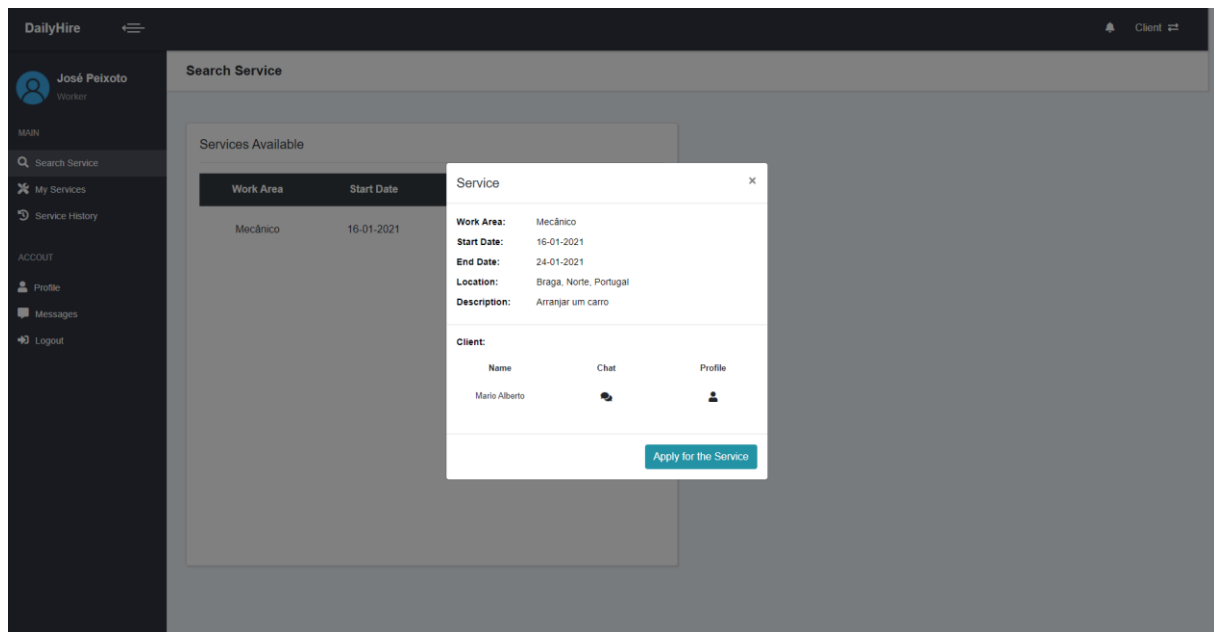 DailyHire
Client
José Peixoto
Worker
MAIN
Search Service
My Services
Service History
ACCOUT
Profile
Messages
Logout
Search Service
Services Available
Work Area Start Date
Mecânico 16-01-2021
Service ×
Work Area: Mecânico
Start Date: 16-01-2021
End Date: 24-01-2021
Location: Braga, Norte, Portugal
Description: Arranjar um carro
Client:
Name Chat Profile
Mario Alberto
Apply for the Service